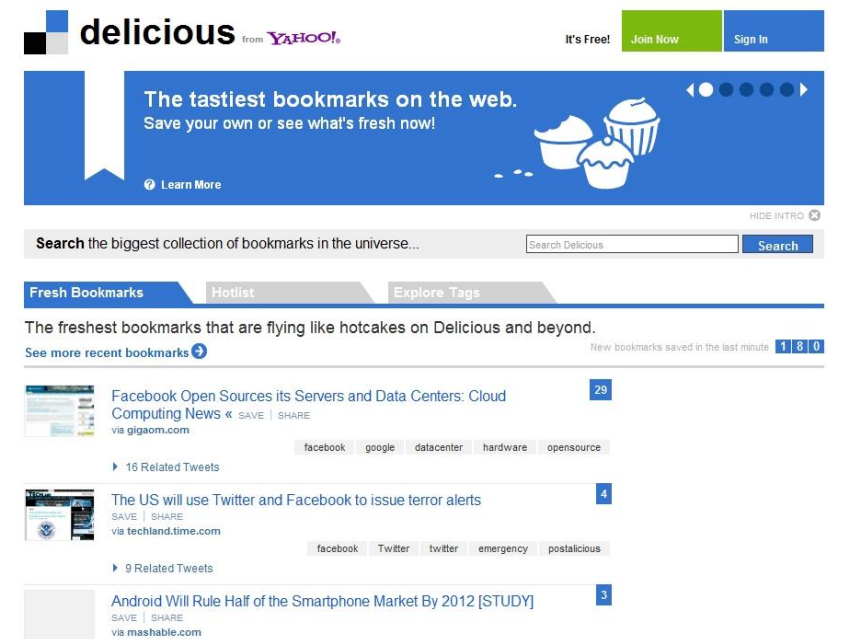 delicious from YAHOO!®
It's Free! Join Now Sign In
The tastiest bookmarks on the web.
Save your own or see what's fresh now!
? Learn More
HIDE INTRO
Search the biggest collection of bookmarks in the universe...
Search Delicious
Search
Fresh Bookmarks Hotlist Explore Tags
The freshest bookmarks that are flying like hotcakes on Delicious and beyond.
See more recent bookmarks
New bookmarks saved in the last minute 1 8 0
Facebook Open Sources its Servers and Data Centers: Cloud
29
Computing News « SAVE | SHARE
via gigaom.com
facebook google datacenter hardware opensource
16 Related Tweets
The US will use Twitter and Facebook to issue terror alerts
4
SAVE | SHARE
via techland.time.com
facebook Twitter twitter emergency postalicious
9 Related Tweets
Android Will Rule Half of the Smartphone Market By 2012 [STUDY]
3
SAVE | SHARE
via mashable.com